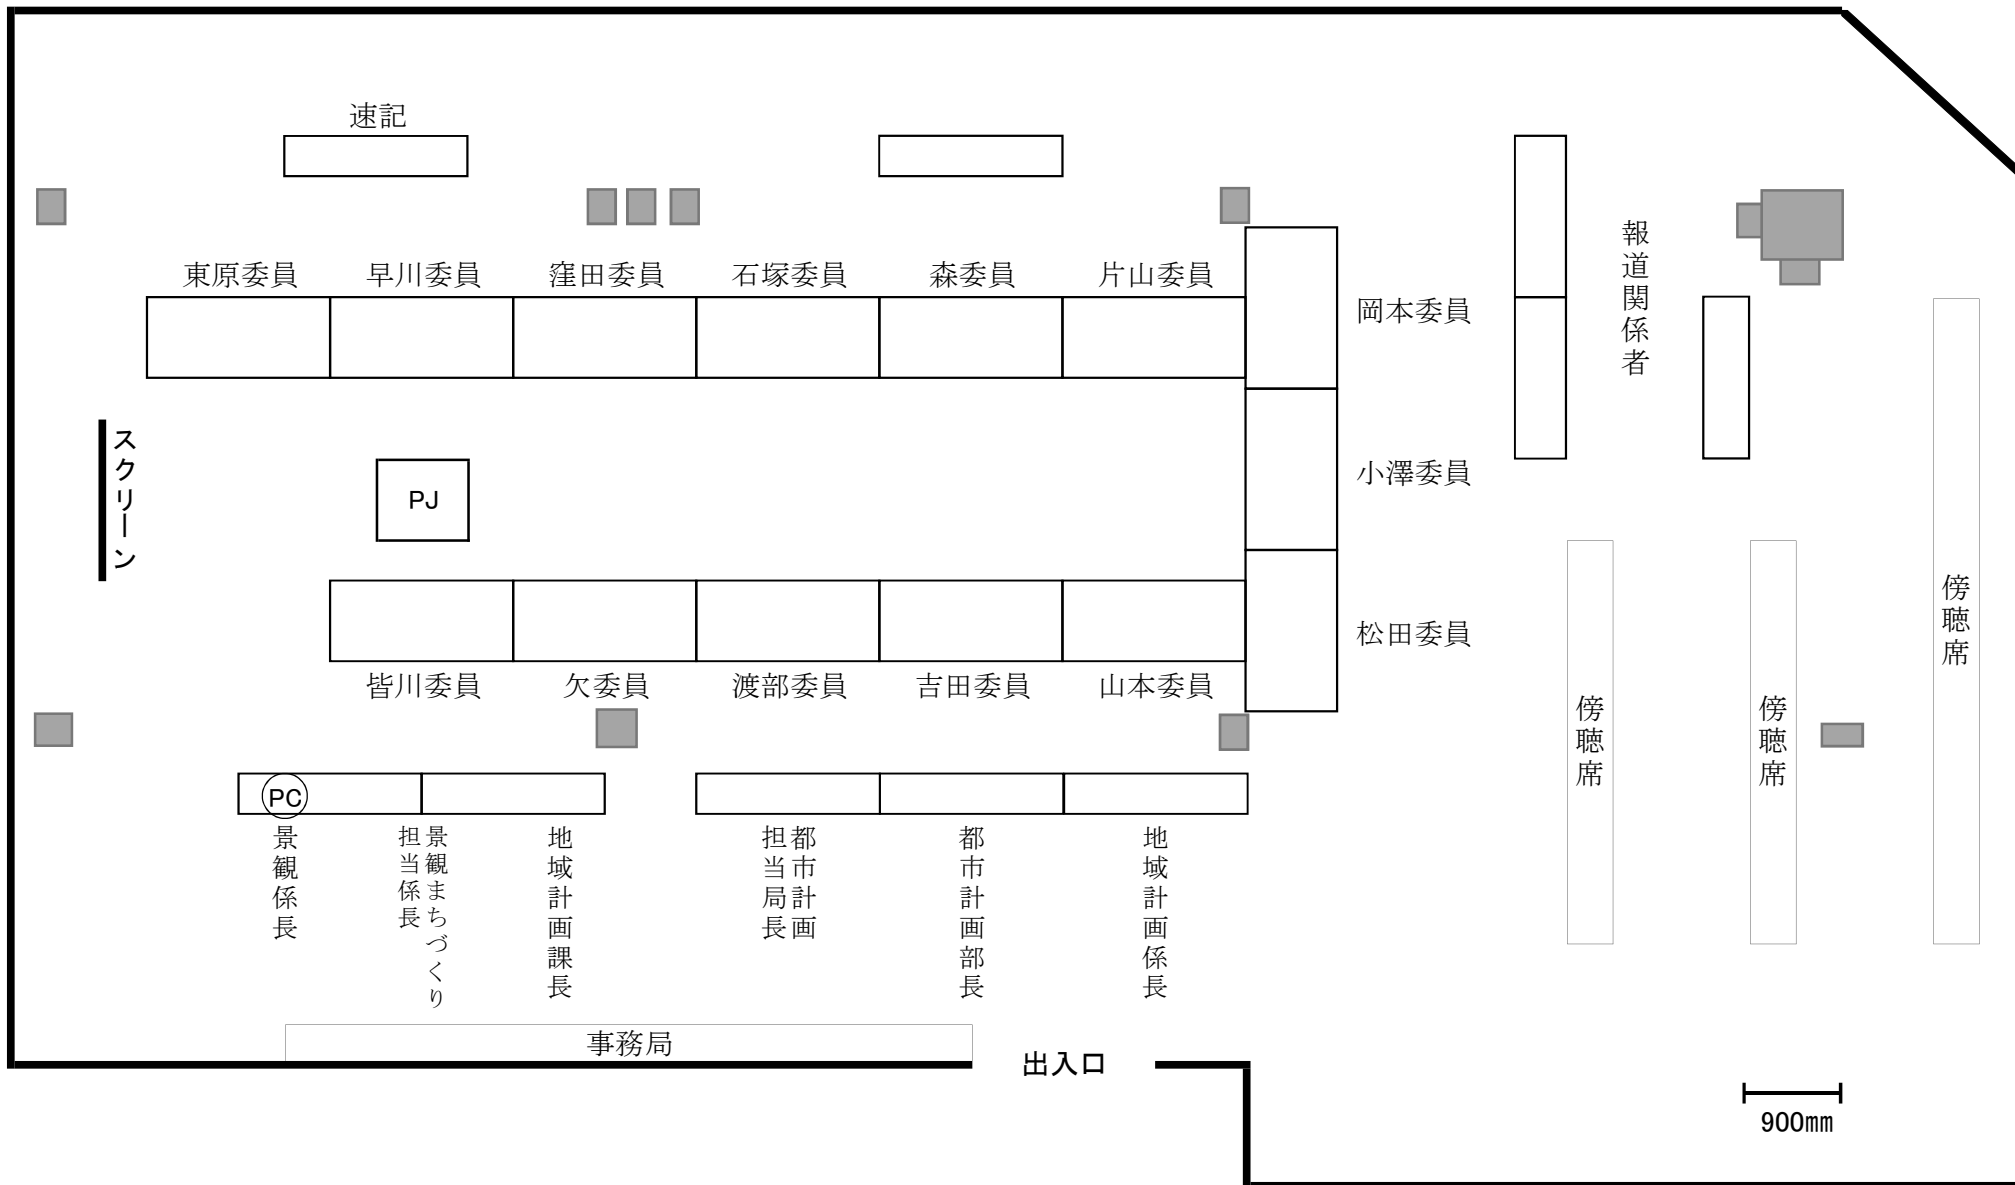 速記
東原委員
早川委員
窪田委員
石塚委員
森委員
片山委員
岡本委員
小澤委員
松田委員
報道関係者
スクリーン
PJ
皆川委員
欠委員
渡部委員
吉田委員
山本委員
傍聴席
傍聴席
傍聴席
PC
景観係長
景観まちづくり
担当係長
地域計画課長
都市計画
担当局長
都市計画部長
地域計画係長
事務局
出入口
900㎜